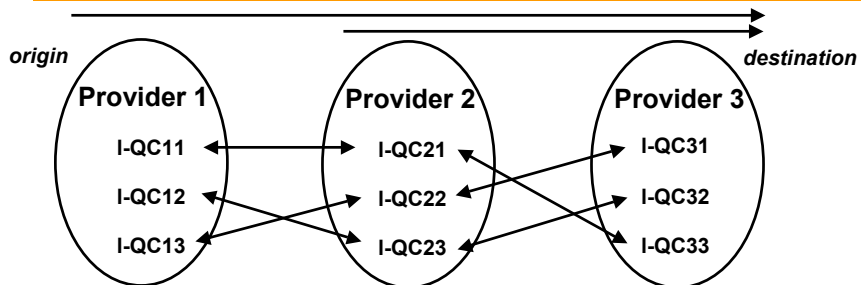 origin
destination
Provider 1
Provider 2
Provider 3
I-QC11
I-QC21
I-QC31
I-QC12
I-QC22
I-QC32
I-QC13
I-QC23
I-QC33